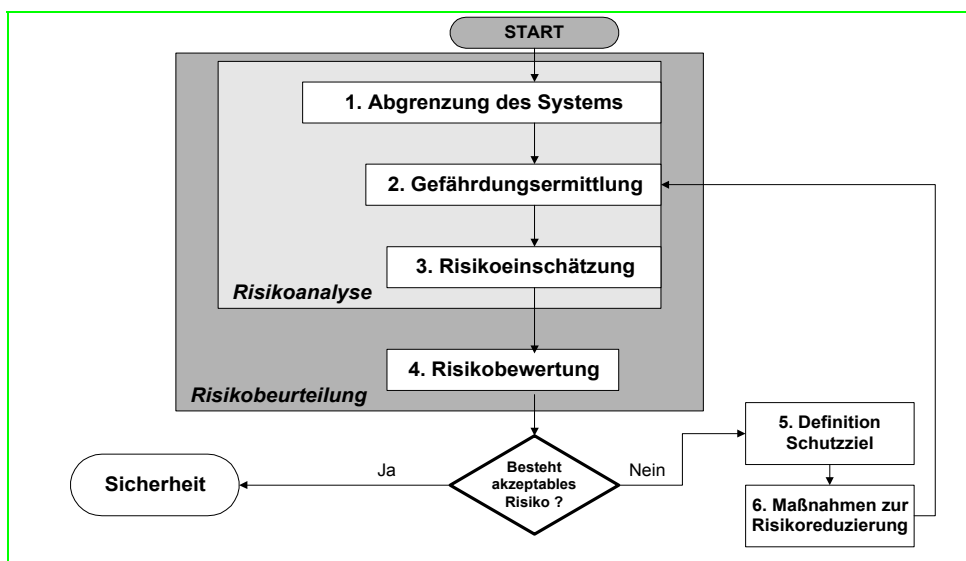 START
1. Abgrenzung des Systems
2. Gefährdungsermittlung
3. Risikoeinschätzung
Risikoanalyse
4. Risikobewertung
Risikobeurteilung
Besteht
akzeptables
Risiko ?
Ja
Nein
Sicherheit
5. Definition
Schutzziel
6. Maßnahmen zur
Risikoreduzierung